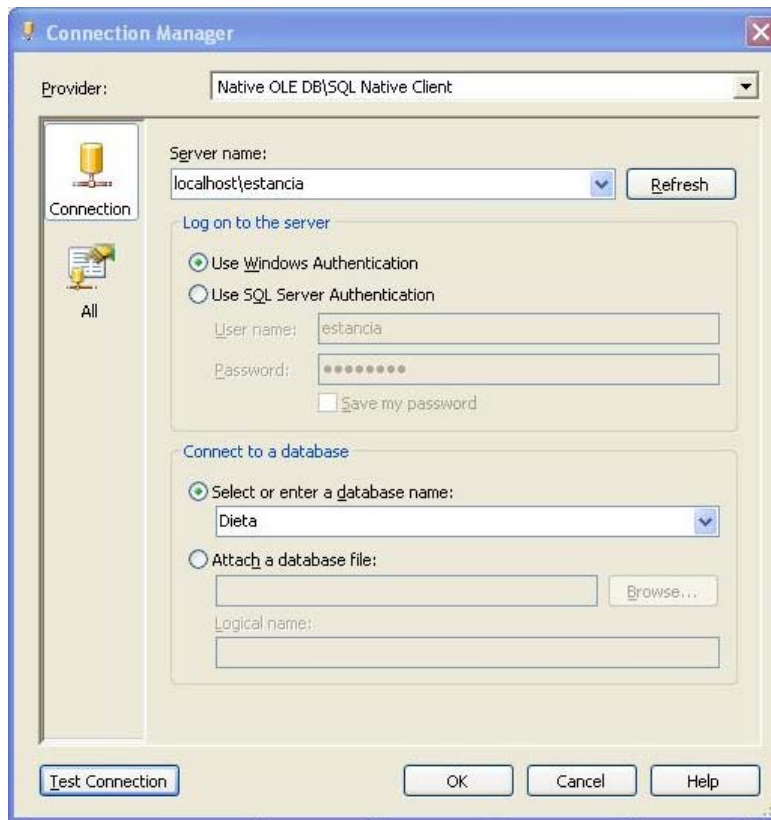 Connection Manager
Provider: Native OLE DB\SQL Native Client
Connection
All
Server name:
localhost\estancia Refresh
Log on to the server
Use Windows Authentication
Use SQL Server Authentication
User name: estancia
Password: ●●●●●●●●
Save my password
Connect to a database
Select or enter a database name:
Dieta
Attach a database file:
Browse...
Logical name:
Test Connection OK Cancel Help